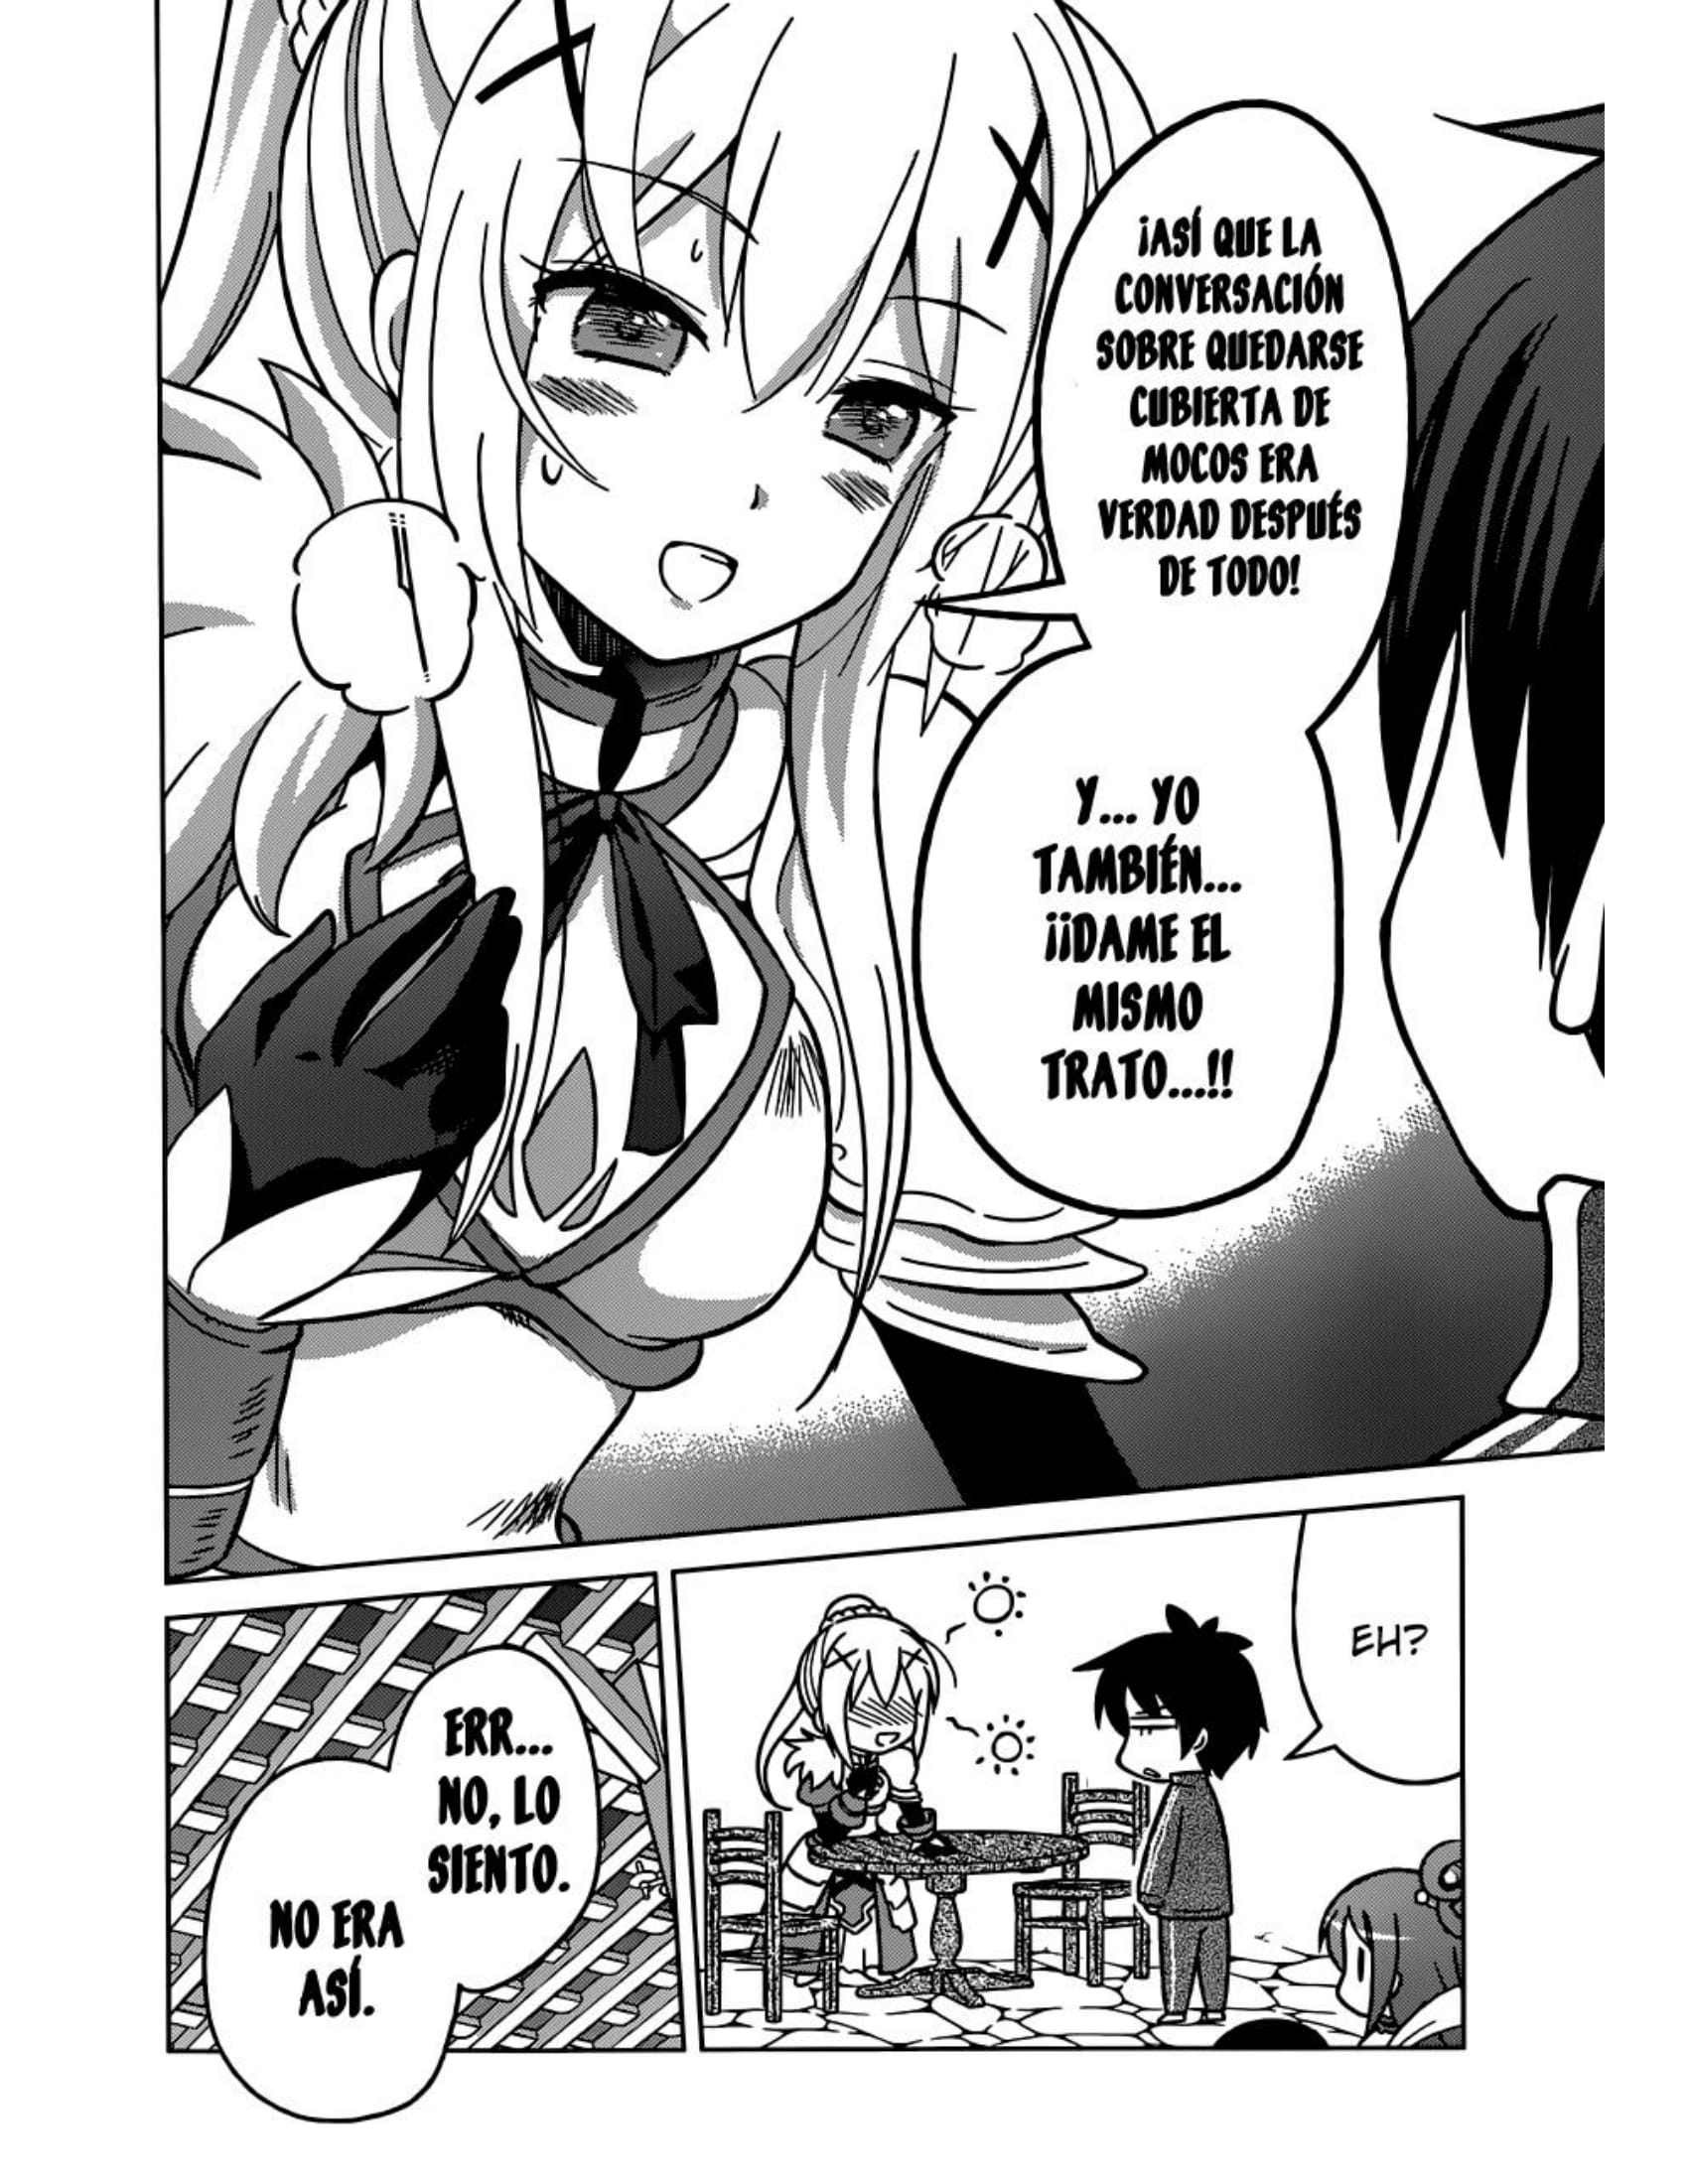 ¡ASÍ QUE LA
CONVERSACIÓN
SOBRE QUEDARSE
CUBIERTA DE
MOCOS ERA
VERDAD DESPUÉS
DE TODO!
Y... YO
TAMBIÉN...
¡¡DAME EL
MISMO
TRATO...!!
EH?
ERR...
NO, LO
SIENTO.
NO ERA
ASÍ.